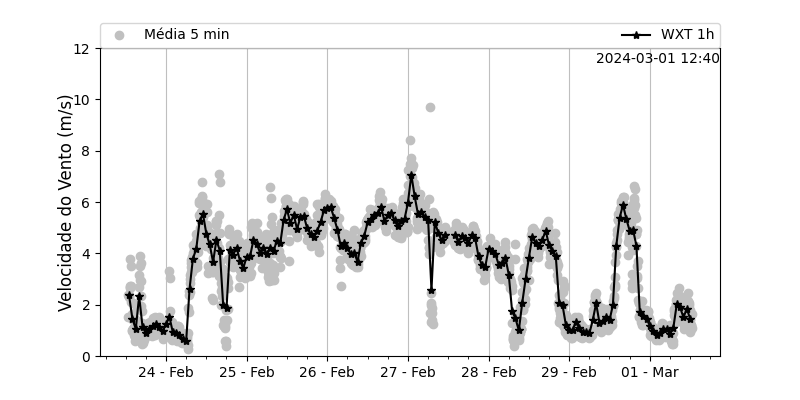 Média 5 min
WXT 1h
2024-03-01 12:40
Velocidade do Vento (m/s)
12
10
8
6
4
2
0
24 - Feb
25 - Feb
26 - Feb
27 - Feb
28 - Feb
29 - Feb
01 - Mar